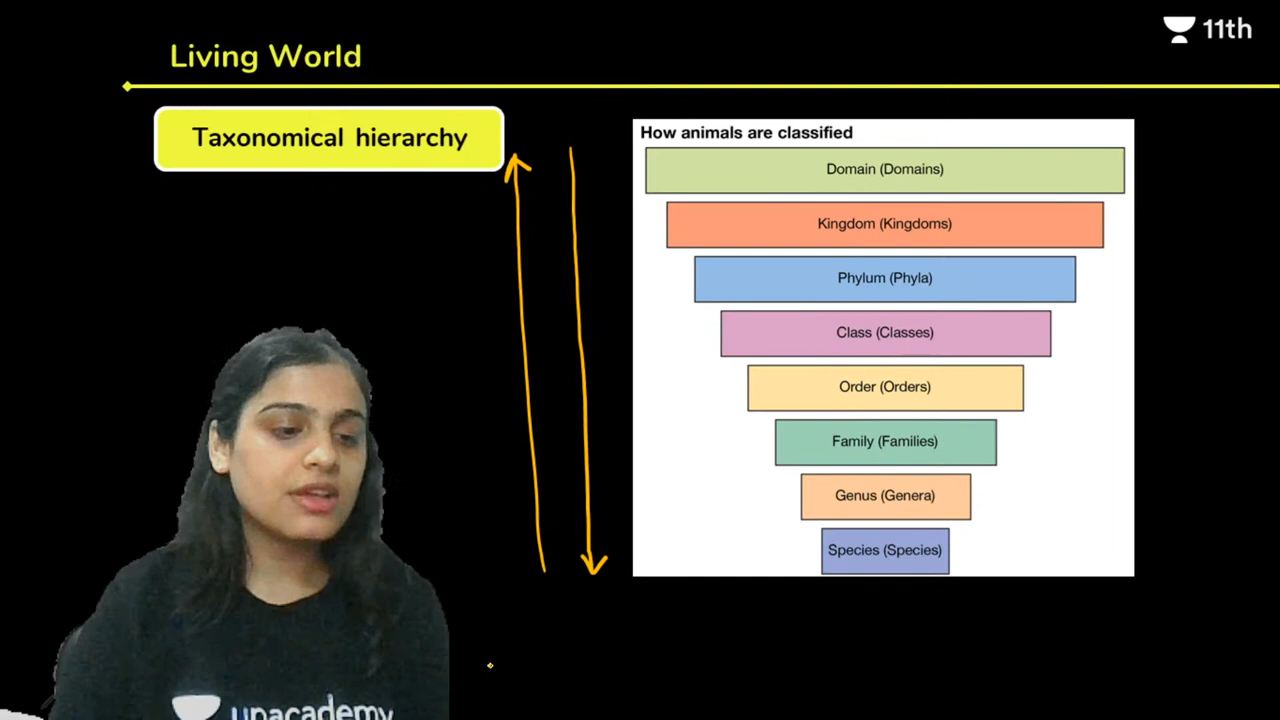 Living World
11th
Taxonomical hierarchy
How animals are classified
Domain (Domains)
Kingdom (Kingdoms)
Phylum (Phyla)
Class (Classes)
Order (Orders)
Family (Families)
Genus (Genera)
Species (Species)
unacademy